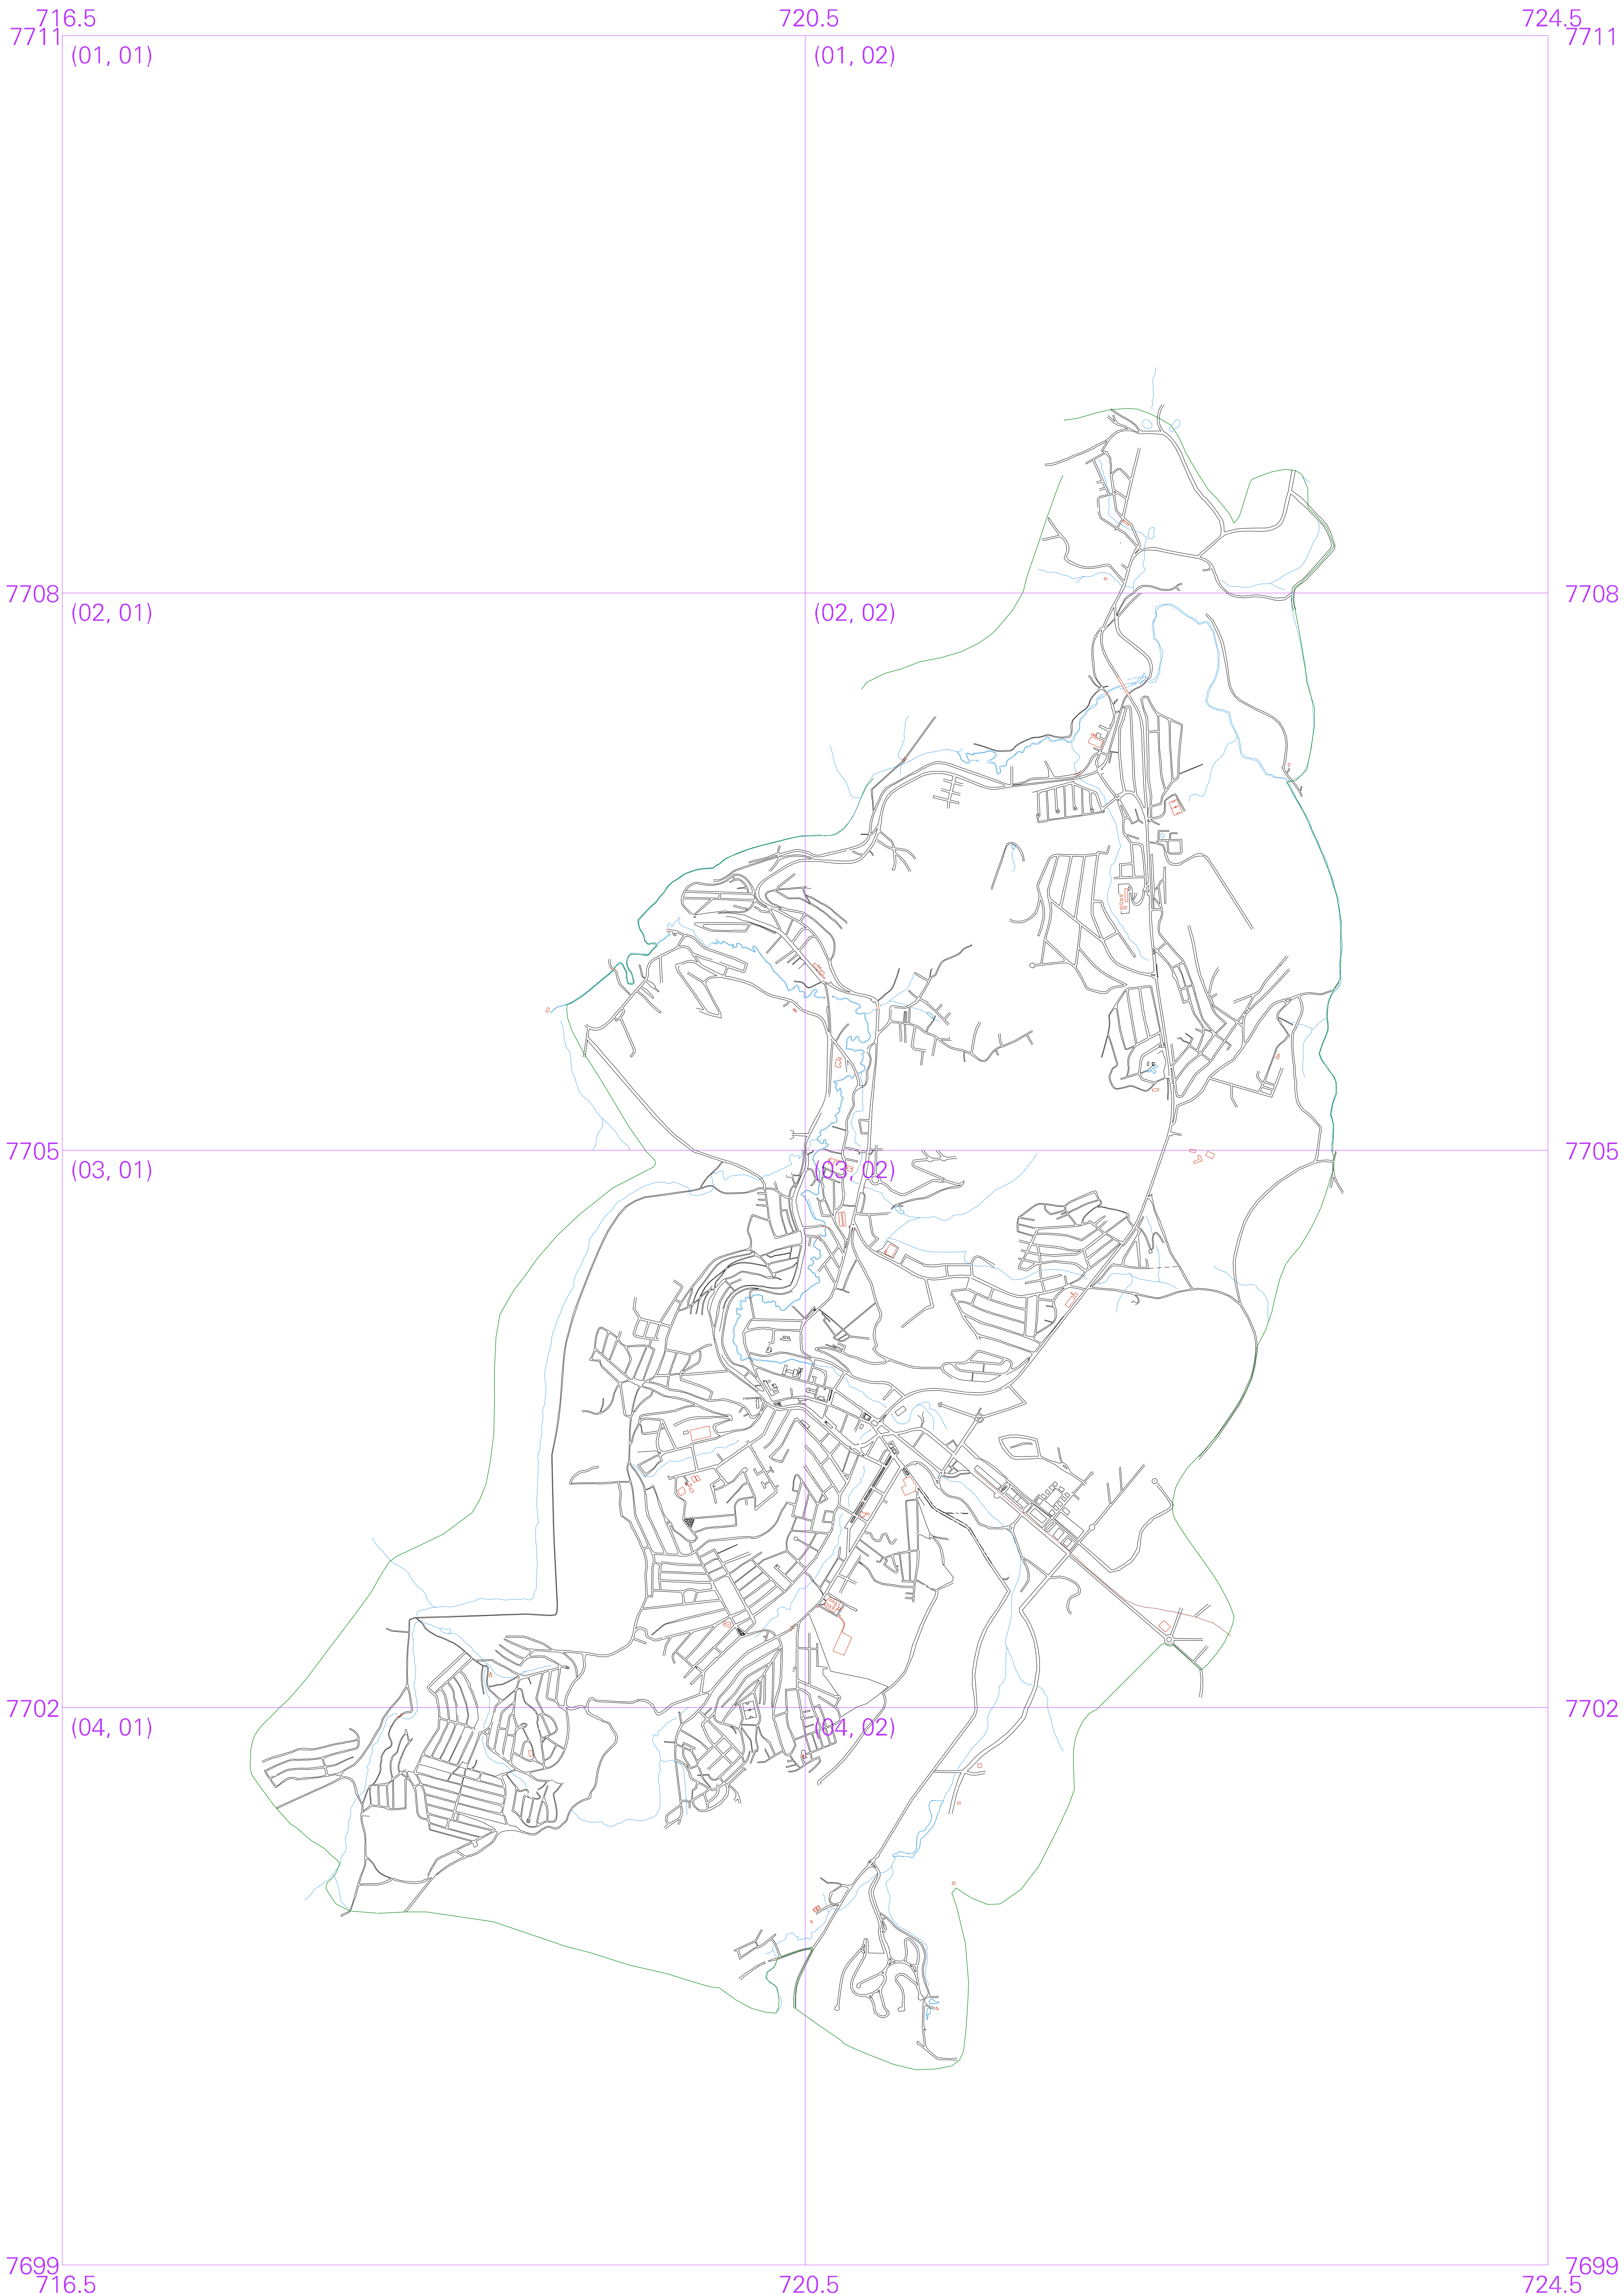 716.5 720.5 724.5
7711 7711
(01, 01) (01, 02)
7708 7708
(02, 01) (02, 02)
7705 7705
(03, 01) (03, 02)
7702 7702
(04, 01) (04, 02)
7699 7699
716.5 720.5 724.5